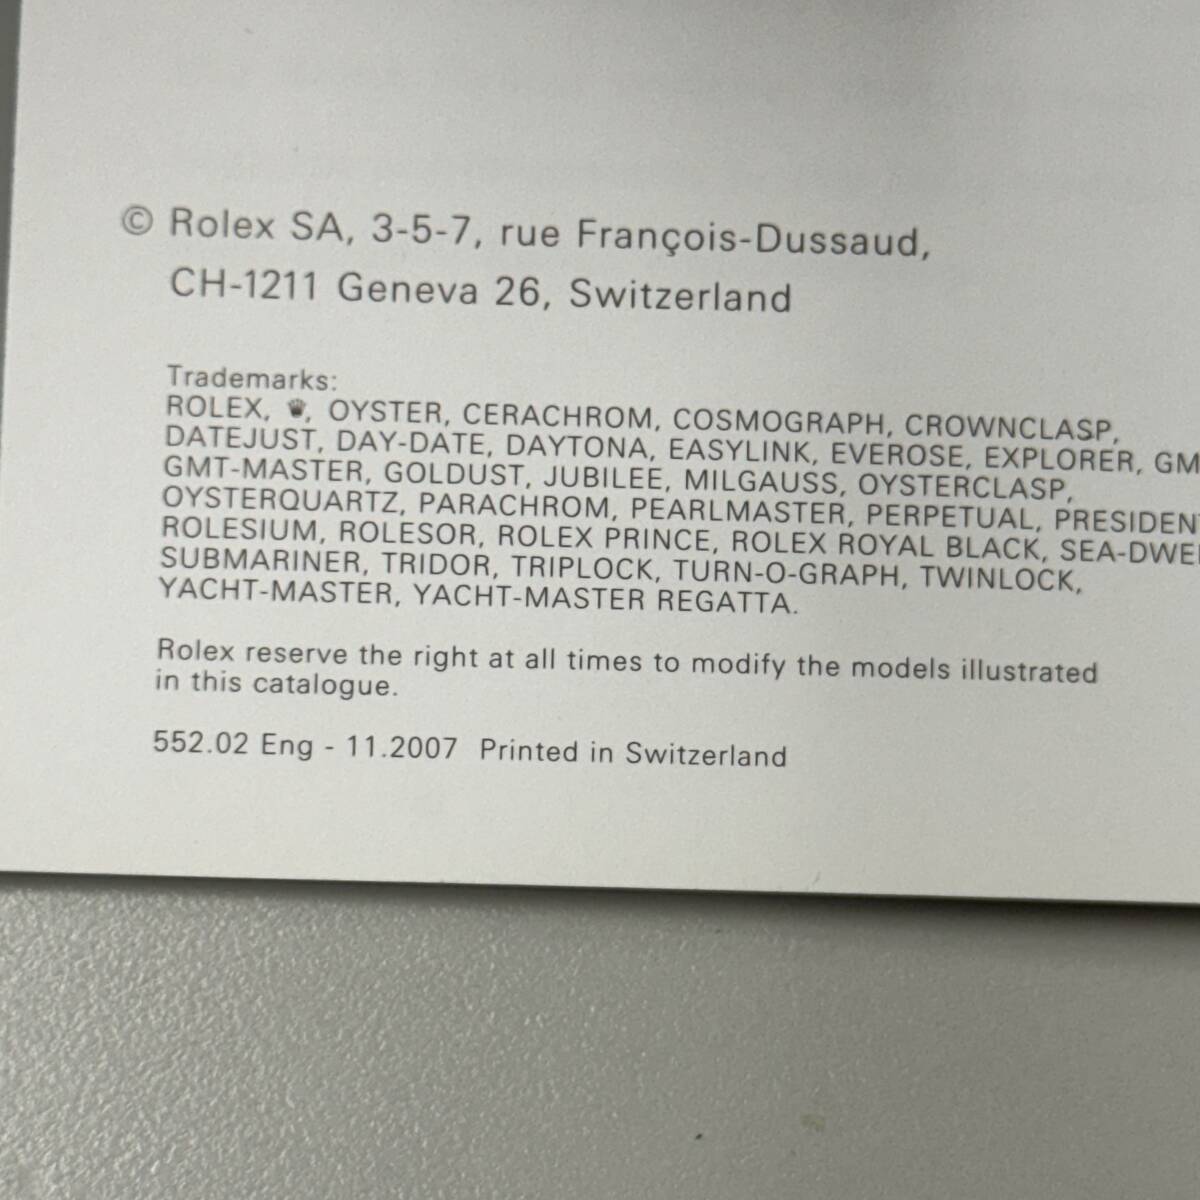 © Rolex SA, 3-5-7, rue François-Dussaud,
CH-1211 Geneva 26, Switzerland
Trademarks:
ROLEX, ♛, OYSTER, CERACHROM, COSMOGRAPH, CROWNCLASP,
DATEJUST, DAY-DATE, DAYTONA, EASYLINK, EVEROSE, EXPLORER, GM
GMT-MASTER, GOLDUST, JUBILEE, MILGAUSS, OYSTERCLASP,
OYSTERQUARTZ, PARACHROM, PEARLMASTER, PERPETUAL, PRESIDENT
ROLESIUM, ROLESOR, ROLEX PRINCE, ROLEX ROYAL BLACK, SEA-DWEL
SUBMARINER, TRIDOR, TRIPLOCK, TURN-O-GRAPH, TWINLOCK,
YACHT-MASTER, YACHT-MASTER REGATTA.
Rolex reserve the right at all times to modify the models illustrated
in this catalogue.
552.02 Eng - 11.2007 Printed in Switzerland